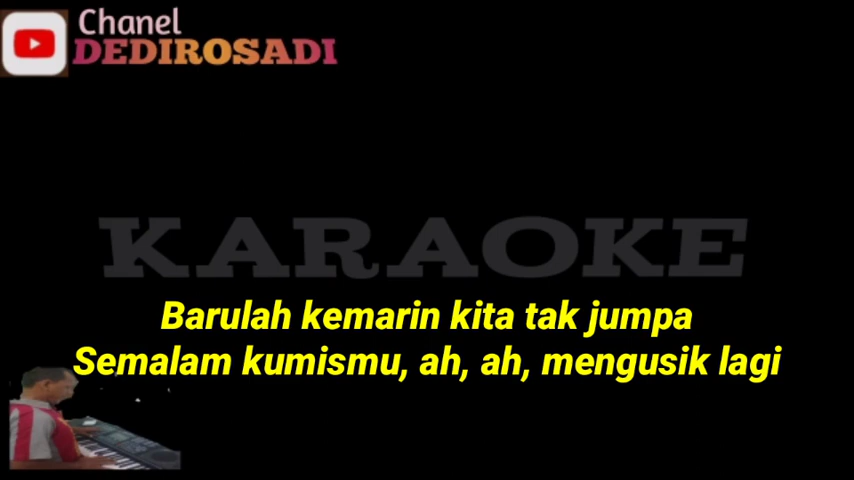 Chanel
DEDIROSADI
KARAOKE
Barulah kemarin kita tak jumpa
Semalam kumismu, ah, ah, mengusik lagi